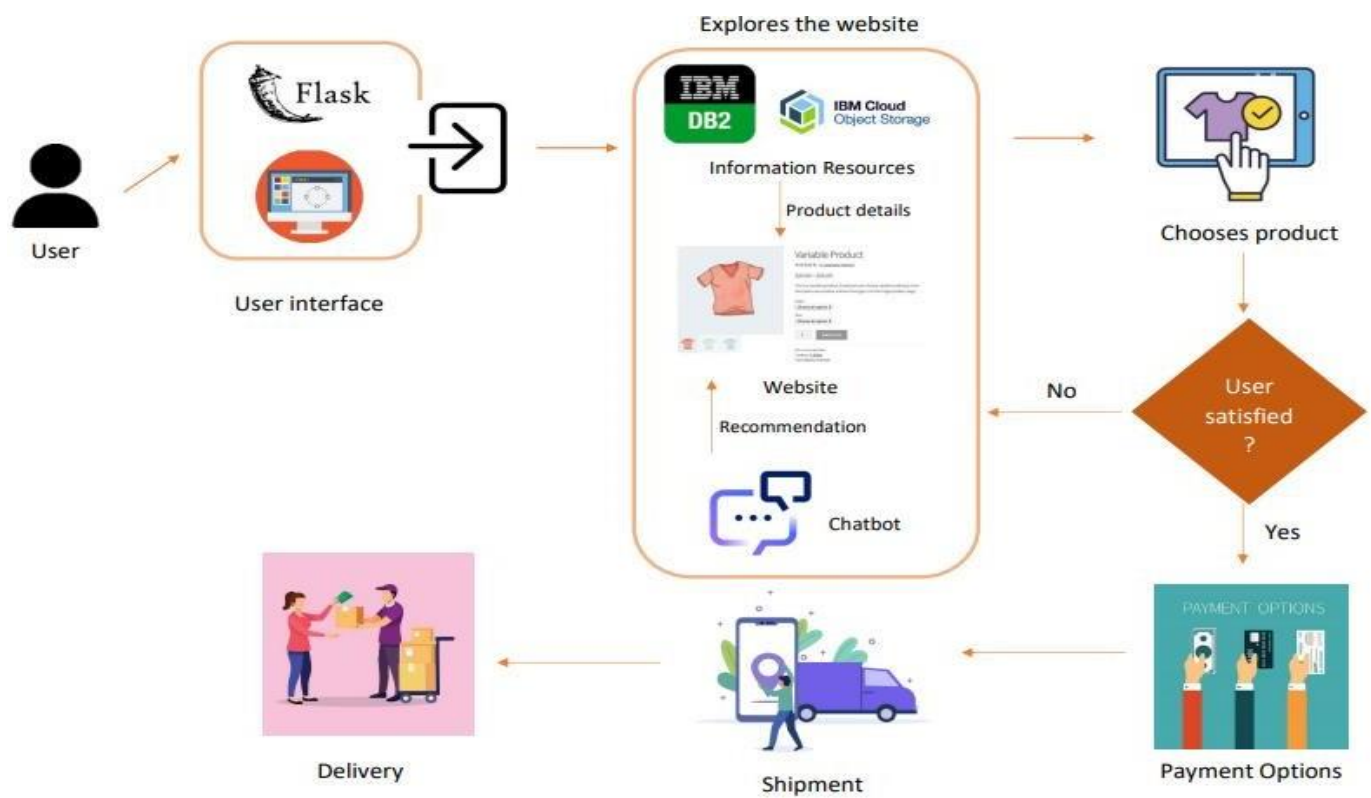 Explores the website
Flask
IBM
DB2
IBM Cloud
Object Storage
Information Resources
Product details
User
User interface
Variable Product
Website
Recommendation
Chatbot
Chooses product
User
satisfied
?
No
Yes
PAYMENT OPTIONS
Payment Options
Shipment
Delivery